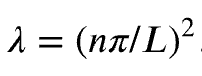 λ = (nπ/L)².